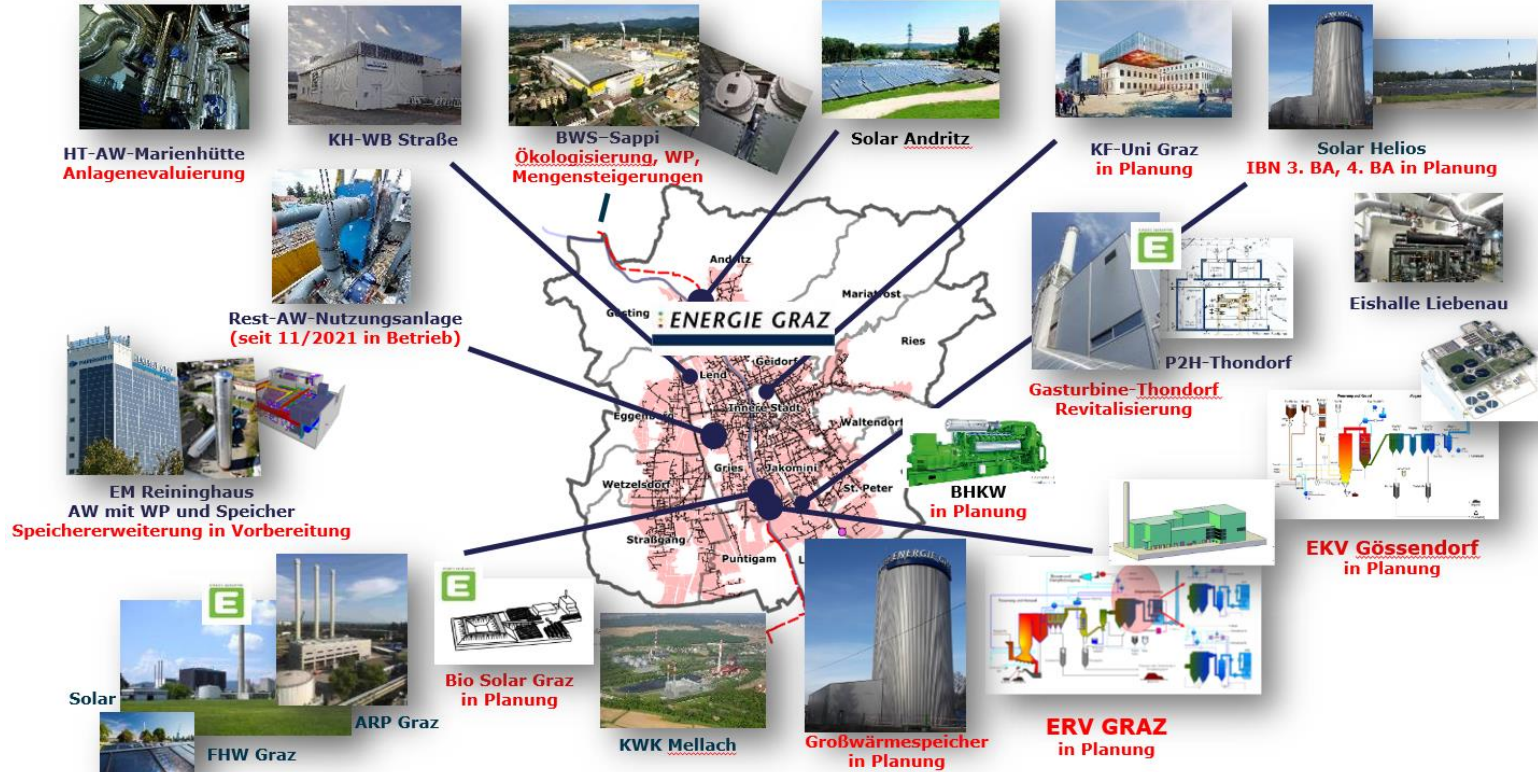 HT-AW-Marienhütte
Anlagenevaluierung
KH-WB Straße
BWS–Sappi
Ökologisierung, WP,
Mengensteigerungen
Solar Andritz
KF-Uni Graz
in Planung
ENERGIE GRAZ
Solar Helios
IBN 3. BA, 4. BA in Planung
Rest-AW-Nutzungsanlage
(seit 11/2021 in Betrieb)
Andritz
Mariatrost
Gösting
ENERGIE GRAZ
Ries
Geidorf
Lend
Innere Stadt
Eggenberg
Waltendorf
Gries
Jakomini
Wetzelsdorf
St. Peter
Straßgang
Puntigam
L
E
P2H-Thondorf
Gasturbine-Thondorf
Revitalisierung
Eishalle Liebenau
EM Reininghaus
AW mit WP und Speicher
Speichererweiterung in Vorbereitung
BHKW
in Planung
EKV Gössendorf
in Planung
E
Solar
ARP Graz
FHW Graz
E
Bio Solar Graz
in Planung
KWK Mellach
ENERGIE GRAZ
Großwärmespeicher
in Planung
ERV GRAZ
in Planung